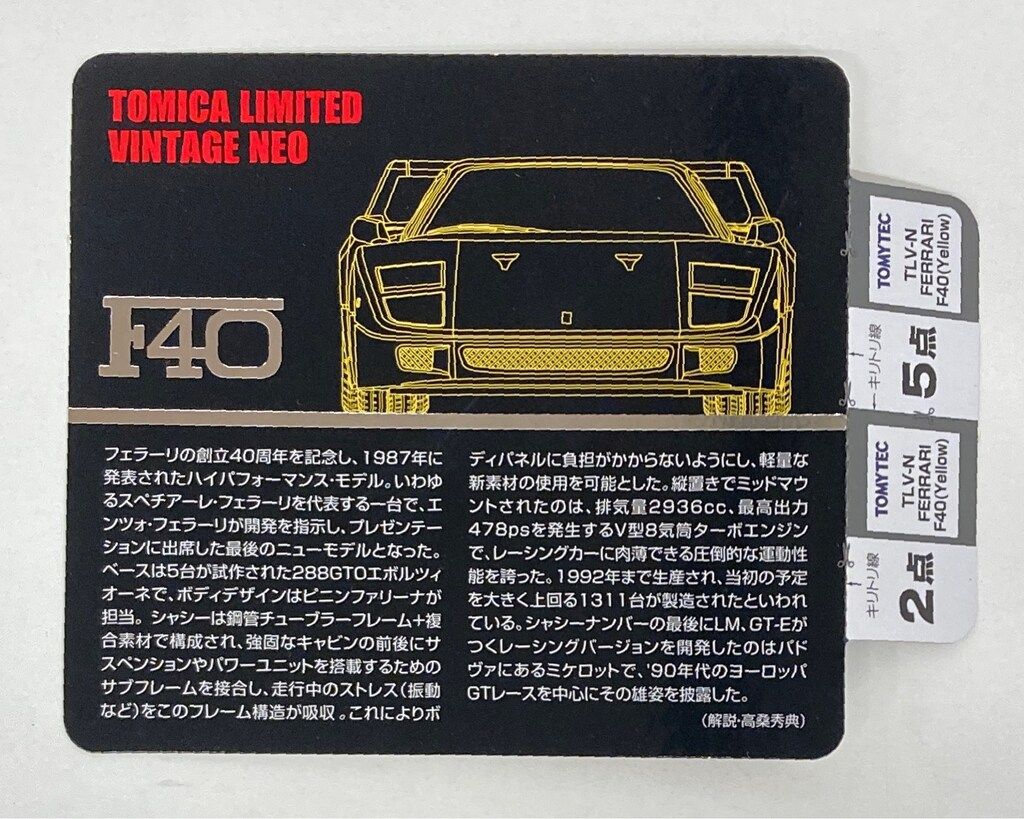 TOMICA LIMITED
VINTAGE NEO
F40
フェラーリの創立40周年を記念し、1987年に
発表されたハイパフォーマンス・モデル。いわゆ
るスペチアーレ・フェラーリを代表する一台で、エ
ンツォ・フェラーリが開発を指示し、プレゼンテー
ションに出席した最後のニューモデルとなった。
ベースは5台が試作された288GTOエボルツィ
オーネで、ボディデザインはピニンファリーナが
担当。シャシーは鋼管チューブラーフレーム+複
合素材で構成され、強固なキャビンの前後にサ
スペンションやパワーユニットを搭載するための
サブフレームを接合し、走行中のストレス(振動
など)をこのフレーム構造が吸収。これによりボ
ディパネルに負担がかからないようにし、軽量な
新素材の使用を可能とした。縦置きでミッドマウ
ントされたのは、排気量2936cc、最高出力
478psを発生するV型8気筒ターボエンジン
で、レーシングカーに肉薄できる圧倒的な運動性
能を誇った。1992年まで生産され、当初の予定
を大きく上回る1311台が製造されたといわれ
ている。シャシーナンバーの最後にLM、GT-Eが
つくレーシングバージョンを開発したのはパド
ヴァにあるミケロットで、'90年代のヨーロッパ
GTレースを中心にその雄姿を披露した。
(解説・高桑秀典)
TOMYTEC
TLV-N
FERRARI
F40(Yellow)
←キリトリ線→
5点
TOMYTEC
TLV-N
FERRARI
F40(Yellow)
キリトリ線→
2点